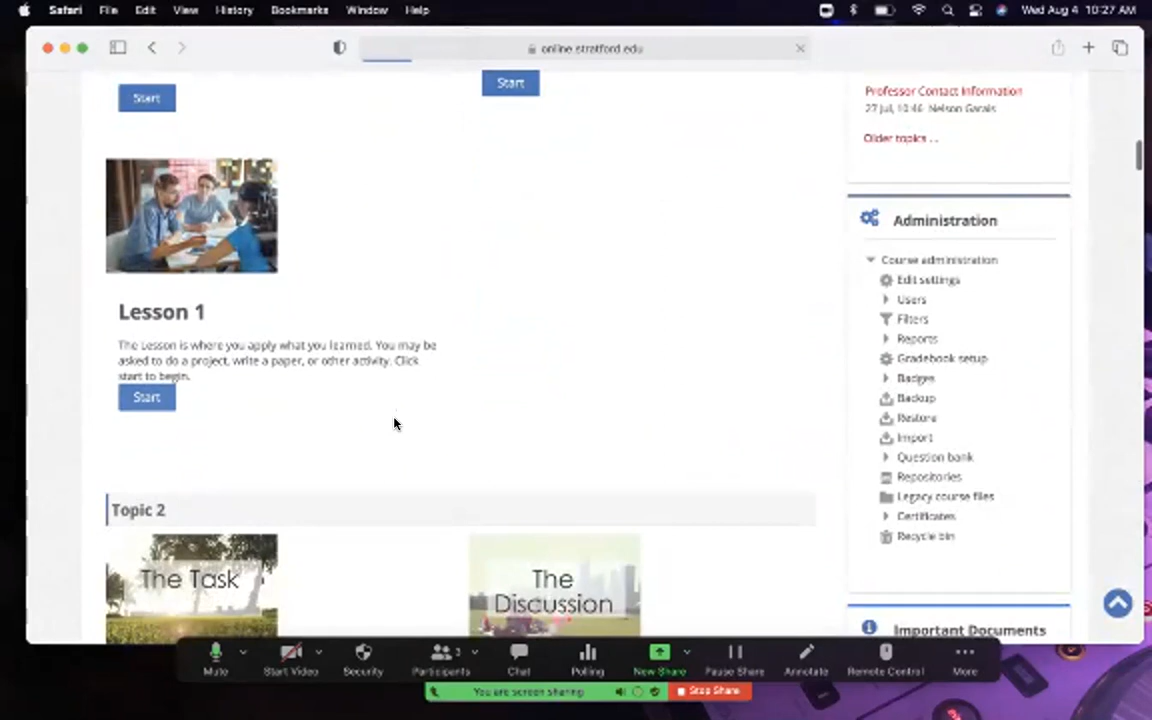 Safari File Edit View History Bookmarks Window Help Wed Aug 4 10:27 AM
online.stratford.edu
Start
Start
Professor Contact Information
27 Jul, 10:46 Nelson Garais
Older topics ...
Administration
Course administration
Edit settings
Users
Filters
Reports
Gradebook setup
Badges
Backup
Restore
Import
Question bank
Repositories
Legacy course files
Certificates
Recycle bin
Lesson 1
The Lesson is where you apply what you learned. You may be
asked to do a project, write a paper, or other activity. Click
start to begin.
Start
Topic 2
The Task
The
Discussion
Important Documents
Mute Start Video Security Participants 3 Chat Polling New Share Pause Share Annotate Remote Control More
You are screen sharing Stop Share